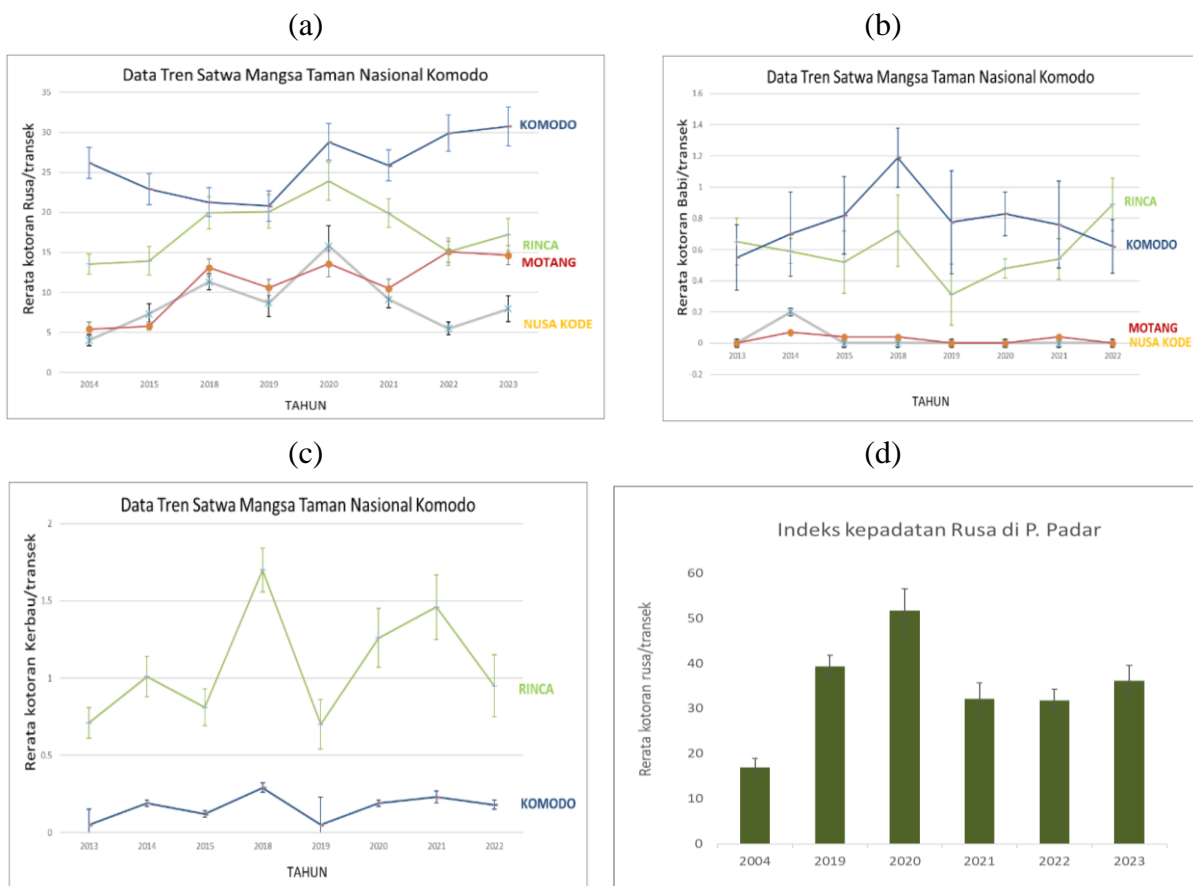 (a)
Data Tren Satwa Mangsa Taman Nasional Komodo
Rerata kotoran Rusa/transek
35
30
25
20
15
10
5
0
KOMODO
RINCA
MOTANG
NUSA KODE
2014 2015 2018 2019 2020 2021 2022 2023
TAHUN
(b)
Data Tren Satwa Mangsa Taman Nasional Komodo
Rerata kotoran Babi/transek
1.6
1.4
1.2
1
0.8
0.6
0.4
0.2
0
-0.2
RINCA
KOMODO
MOTANG
NUSA KODE
2013 2014 2015 2018 2019 2020 2021 2022
TAHUN
(c)
Data Tren Satwa Mangsa Taman Nasional Komodo
Rerata kotoran Kerbau/transek
2
1.5
1
0.5
0
RINCA
KOMODO
2013 2014 2015 2018 2019 2020 2021 2022
TAHUN
(d)
Indeks kepadatan Rusa di P. Padar
Rerata kotoran rusa/transek
60
50
40
30
20
10
0
2004 2019 2020 2021 2022 2023